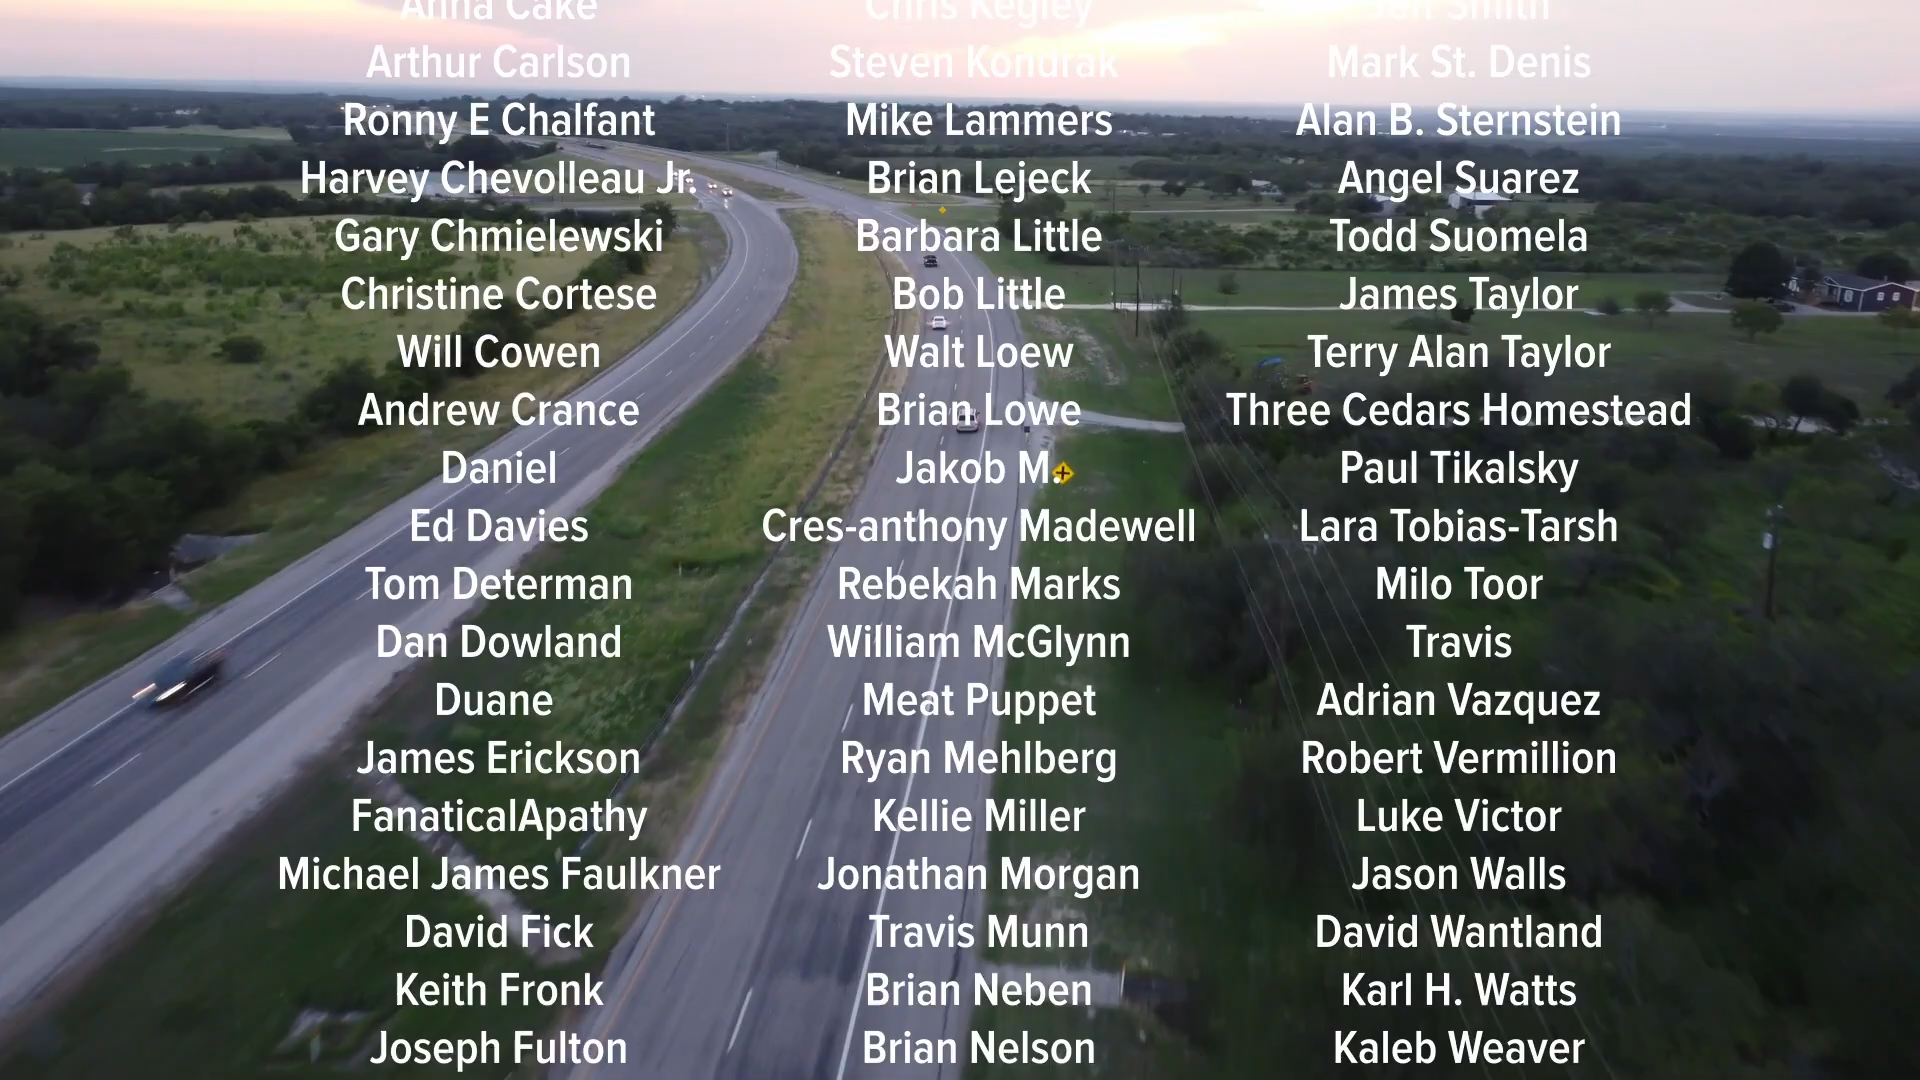 Anna Cake
Arthur Carlson
Ronny E Chalfant
Harvey Chevolleau Jr.
Gary Chmielewski
Christine Cortese
Will Cowen
Andrew Crance
Daniel
Ed Davies
Tom Determan
Dan Dowland
Duane
James Erickson
FanaticalApathy
Michael James Faulkner
David Fick
Keith Fronk
Joseph Fulton
Chris Kegley
Steven Kondrak
Mike Lammers
Brian Lejeck
Barbara Little
Bob Little
Walt Loew
Brian Lowe
Jakob M.
Cres-anthony Madewell
Rebekah Marks
William McGlynn
Meat Puppet
Ryan Mehlberg
Kellie Miller
Jonathan Morgan
Travis Munn
Brian Neben
Brian Nelson
Smith
Mark St. Denis
Alan B. Sternstein
Angel Suarez
Todd Suomela
James Taylor
Terry Alan Taylor
Three Cedars Homestead
Paul Tikalsky
Lara Tobias-Tarsh
Milo Toor
Travis
Adrian Vazquez
Robert Vermillion
Luke Victor
Jason Walls
David Wantland
Karl H. Watts
Kaleb Weaver